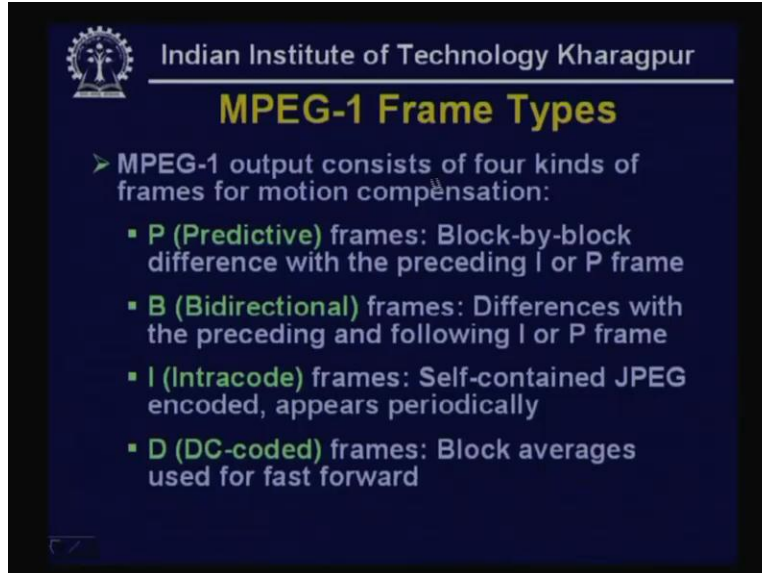 Indian Institute of Technology Kharagpur
MPEG-1 Frame Types
➢ MPEG-1 output consists of four kinds of
frames for motion compensation:
▪ P (Predictive) frames: Block-by-block
difference with the preceding I or P frame
▪ B (Bidirectional) frames: Differences with
the preceding and following I or P frame
▪ I (Intracode) frames: Self-contained JPEG
encoded, appears periodically
▪ D (DC-coded) frames: Block averages
used for fast forward